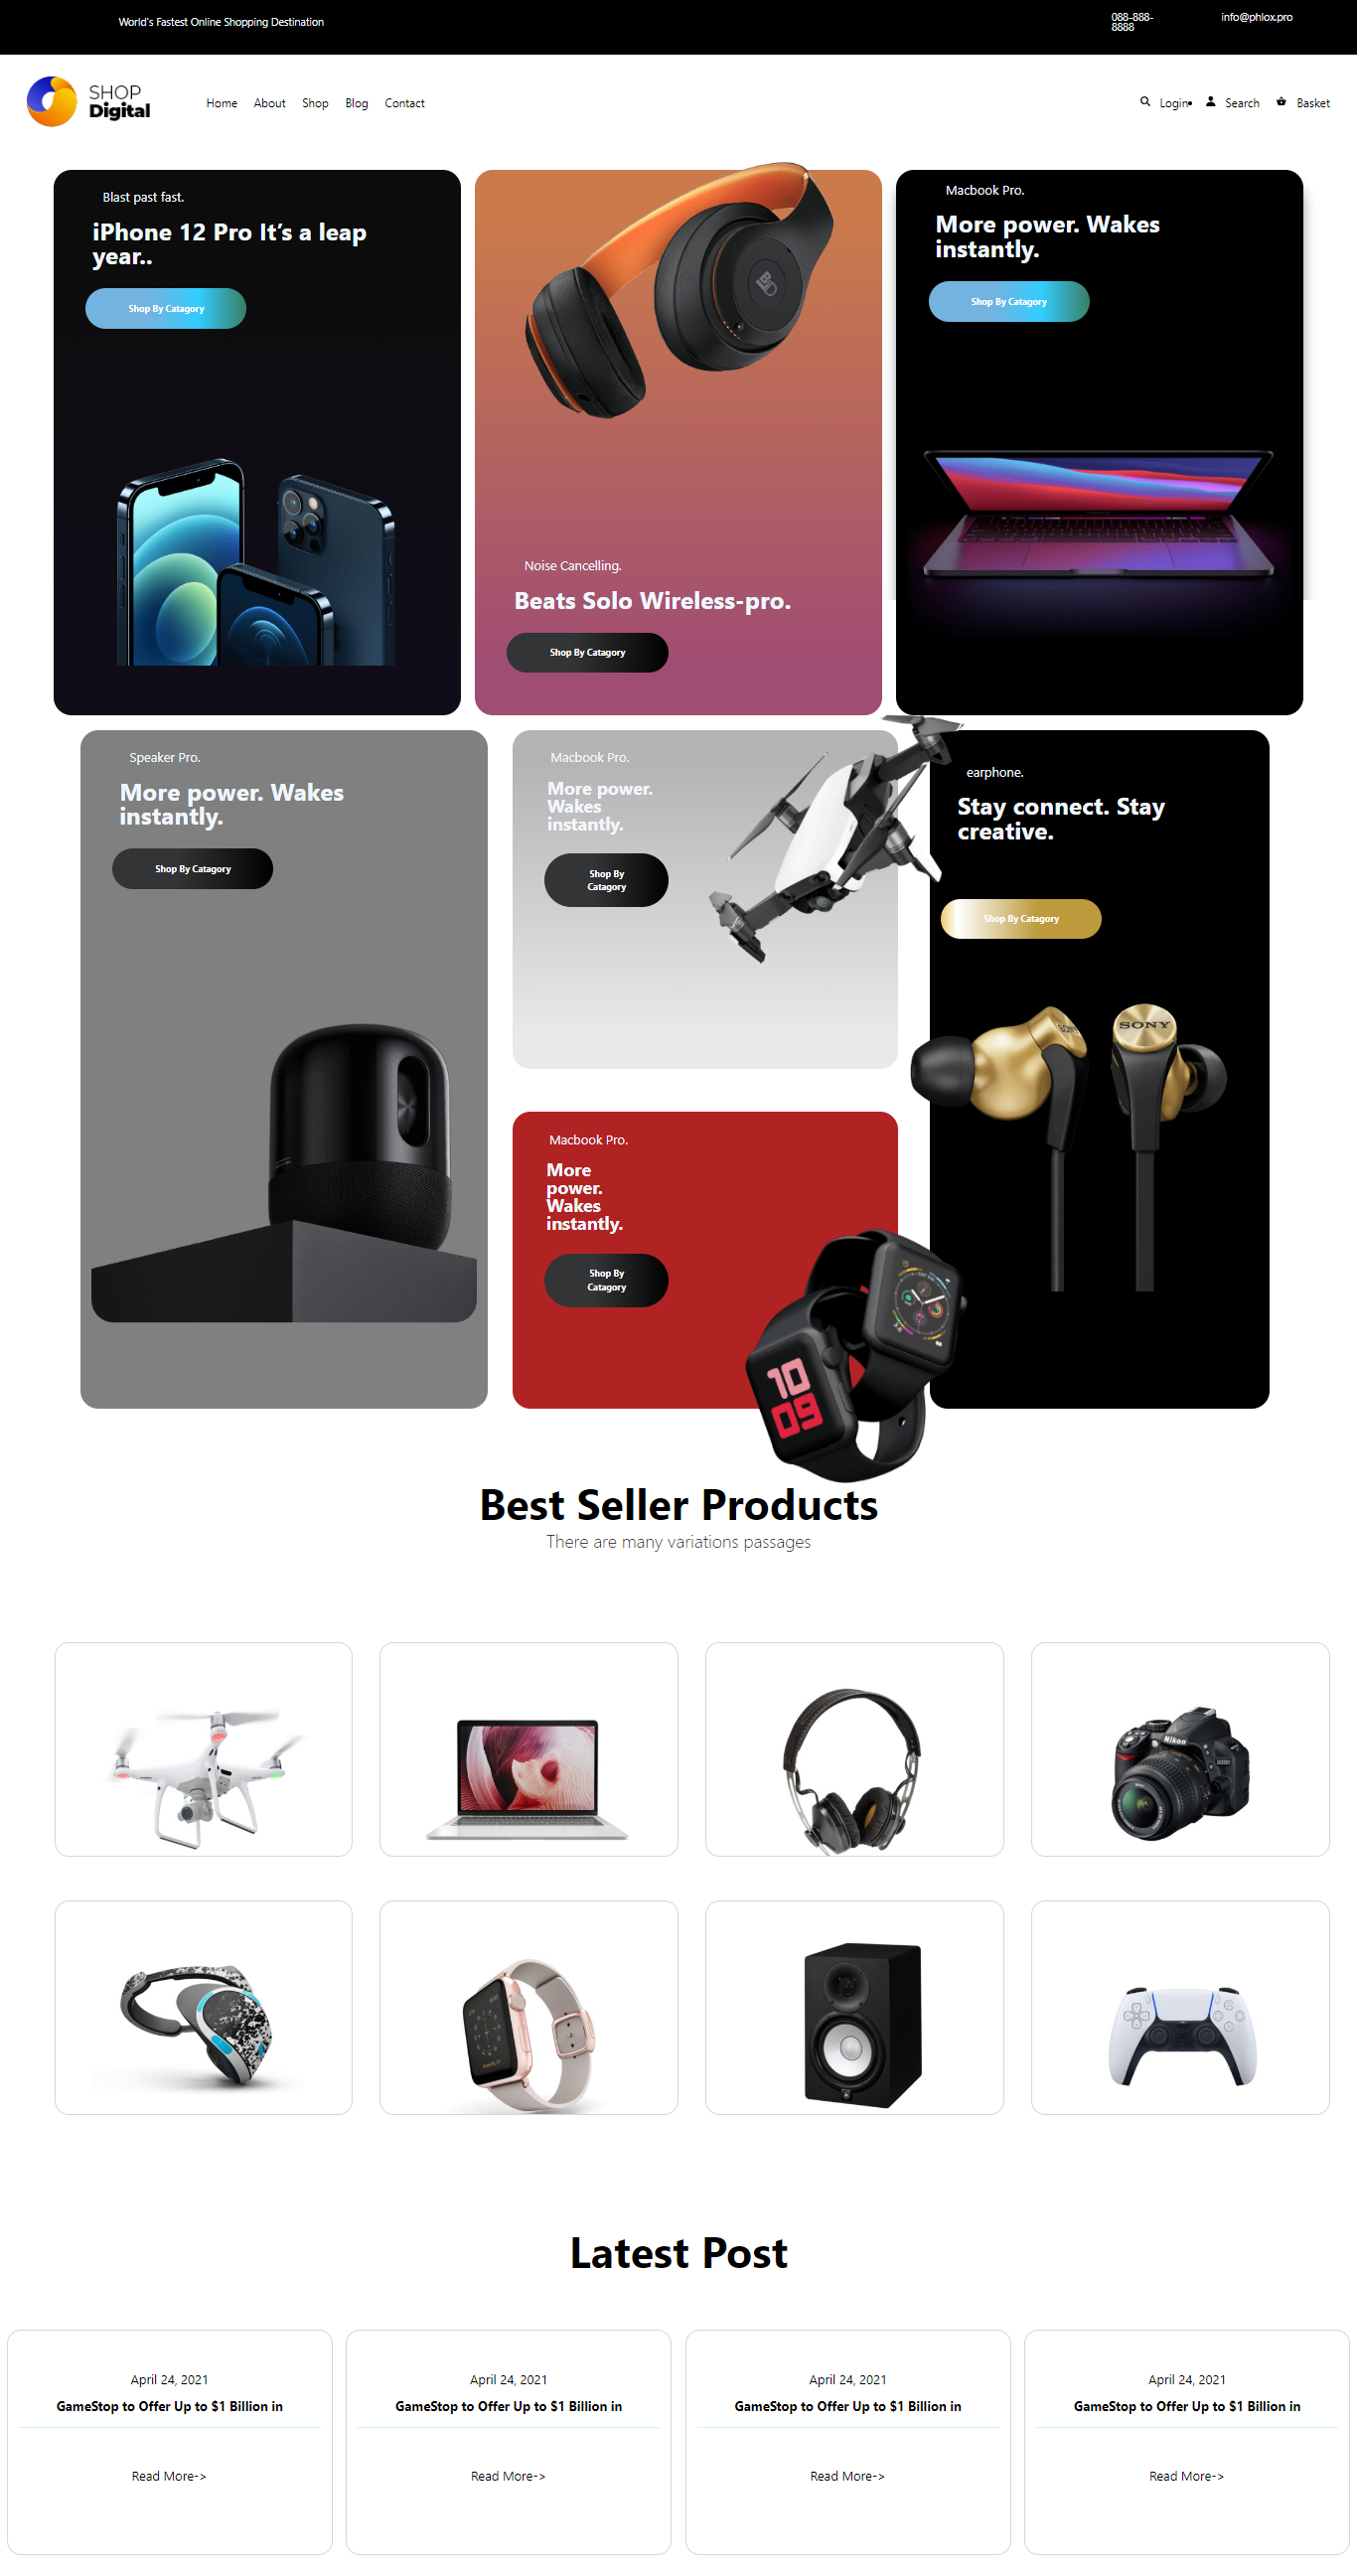 World's Fastest Online Shopping Destination
088-888-
8888
info@phlox.pro
SHOP
Digital
Home About Shop Blog Contact
Login Search Basket
Blast past fast.
iPhone 12 Pro It's a leap
year..
Shop By Catagory
Noise Cancelling.
Beats Solo Wireless-pro.
Shop By Catagory
Macbook Pro.
More power. Wakes
instantly.
Shop By Catagory
Speaker Pro.
More power. Wakes
instantly.
Shop By Catagory
Macbook Pro.
More power.
Wakes
instantly.
Shop By
Catagory
earphone.
Stay connect. Stay
creative.
Shop By Catagory
SONY
SONY
Macbook Pro.
More
power.
Wakes
instantly.
Shop By
Catagory
10
09
Best Seller Products
There are many variations passages
Nikon
Latest Post
April 24, 2021
GameStop to Offer Up to $1 Billion in
Read More->
April 24, 2021
GameStop to Offer Up to $1 Billion in
Read More->
April 24, 2021
GameStop to Offer Up to $1 Billion in
Read More->
April 24, 2021
GameStop to Offer Up to $1 Billion in
Read More->